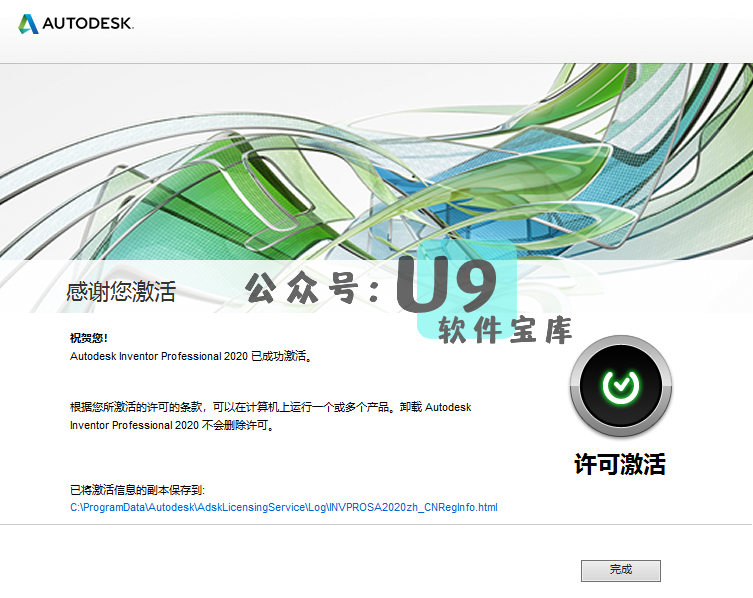 AUTODESK.
感谢您激活
公众号：U9
软件宝库
祝贺您！
Autodesk Inventor Professional 2020 已成功激活。
根据您所激活的许可的条款，可以在计算机上运行一个或多个产品。卸载 Autodesk
Inventor Professional 2020 不会删除许可。
许可激活
已将激活信息的副本保存到:
C:\ProgramData\Autodesk\AdskLicensingService\Log\INVPROSA2020zh_CNRegInfo.html
完成